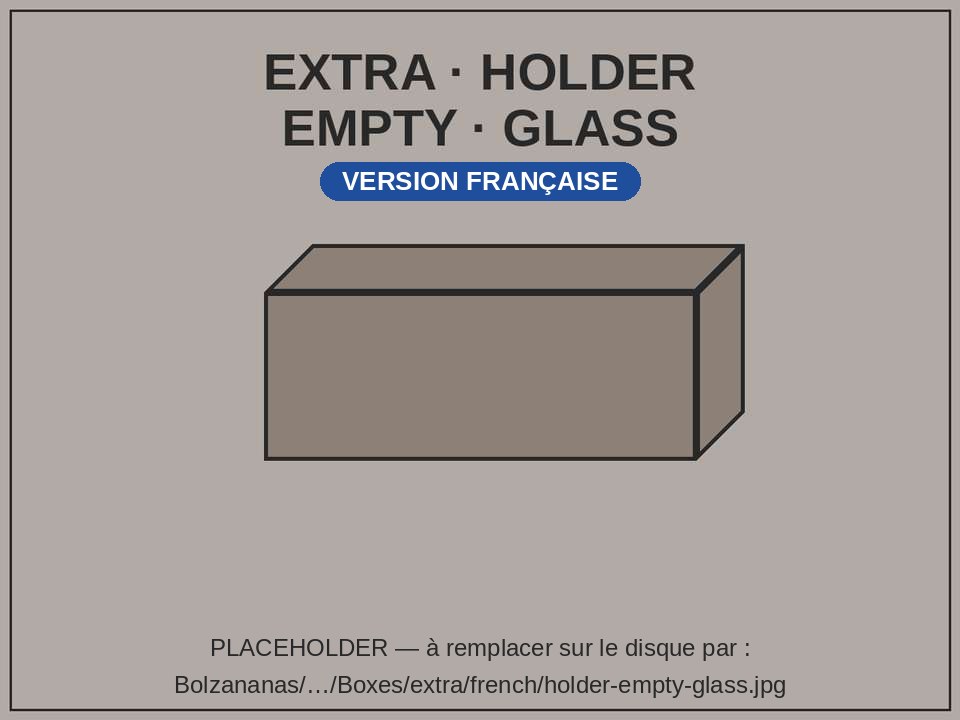 EXTRA · HOLDER
EMPTY · GLASS
VERSION FRANÇAISE
PLACEHOLDER — à remplacer sur le disque par :
Bolzananas/…/Boxes/extra/french/holder-empty-glass.jpg